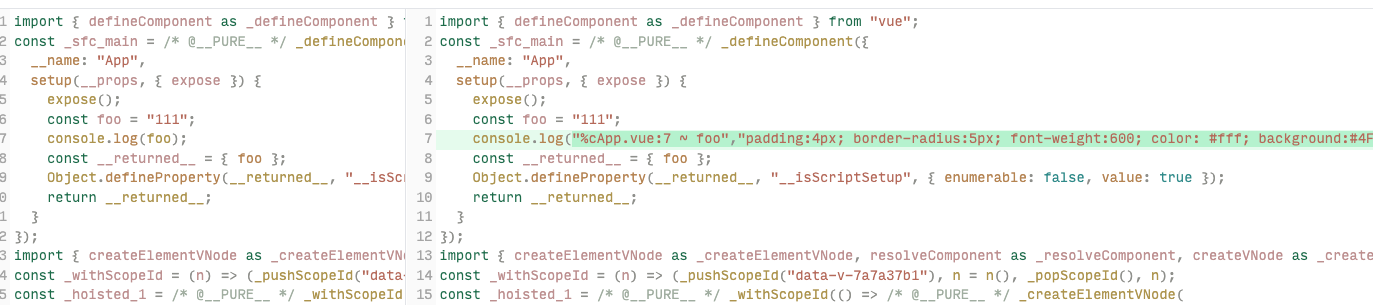 1 import { defineComponent as _defineComponent } f
2 const _sfc_main = /* @__PURE__ */ _defineCompon
3 __name: "App",
4 setup(__props, { expose }) {
5 expose();
6 const foo = "111";
7 console.log(foo);
8 const __returned__ = { foo };
9 Object.defineProperty(__returned__, "__isScri
0 return __returned__;
1 }
2 });
3 import { createElementVNode as _createElementVN
4 const _withScopeId = (n) => (_pushScopeId("data-
5 const _hoisted_1 = /* @__PURE__ */ _withScopeId
1 import { defineComponent as _defineComponent } from "vue";
2 const _sfc_main = /* @__PURE__ */ _defineComponent({
3 __name: "App",
4 setup(__props, { expose }) {
5 expose();
6 const foo = "111";
7 console.log("%cApp.vue:7 ~ foo","padding:4px; border-radius:5px; font-weight:600; color: #fff; background:#4F
8 const __returned__ = { foo };
9 Object.defineProperty(__returned__, "__isScriptSetup", { enumerable: false, value: true });
10 return __returned__;
11 }
12 });
13 import { createElementVNode as _createElementVNode, resolveComponent as _resolveComponent, createVNode as _create
14 const _withScopeId = (n) => (_pushScopeId("data-v-7a7a37b1"), n = n(), _popScopeId(), n);
15 const _hoisted_1 = /* @__PURE__ */ _withScopeId(() => /* @__PURE__ */ _createElementVNode(